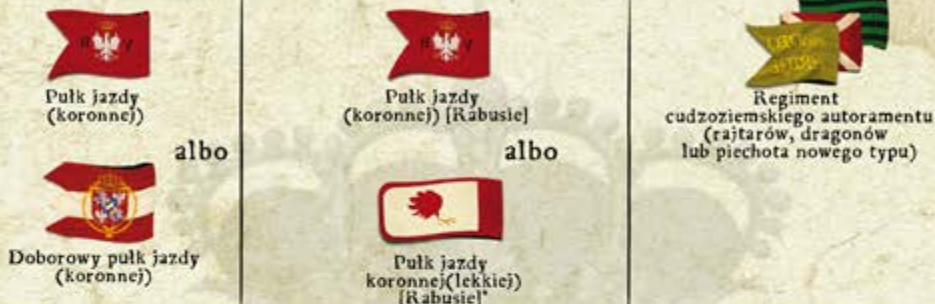 Pułk jazdy
(koronnej)
albo
Doborowy pułk jazdy
(koronnej)
Pułk jazdy
(koronnej) [Rabusie]
albo
Pułk jazdy
koronnej(lekkiej)
[Rabusie]*
Regiment
cudzoziemskiego autoramentu
(rajtarów, dragonów
lub piechota nowego typu)